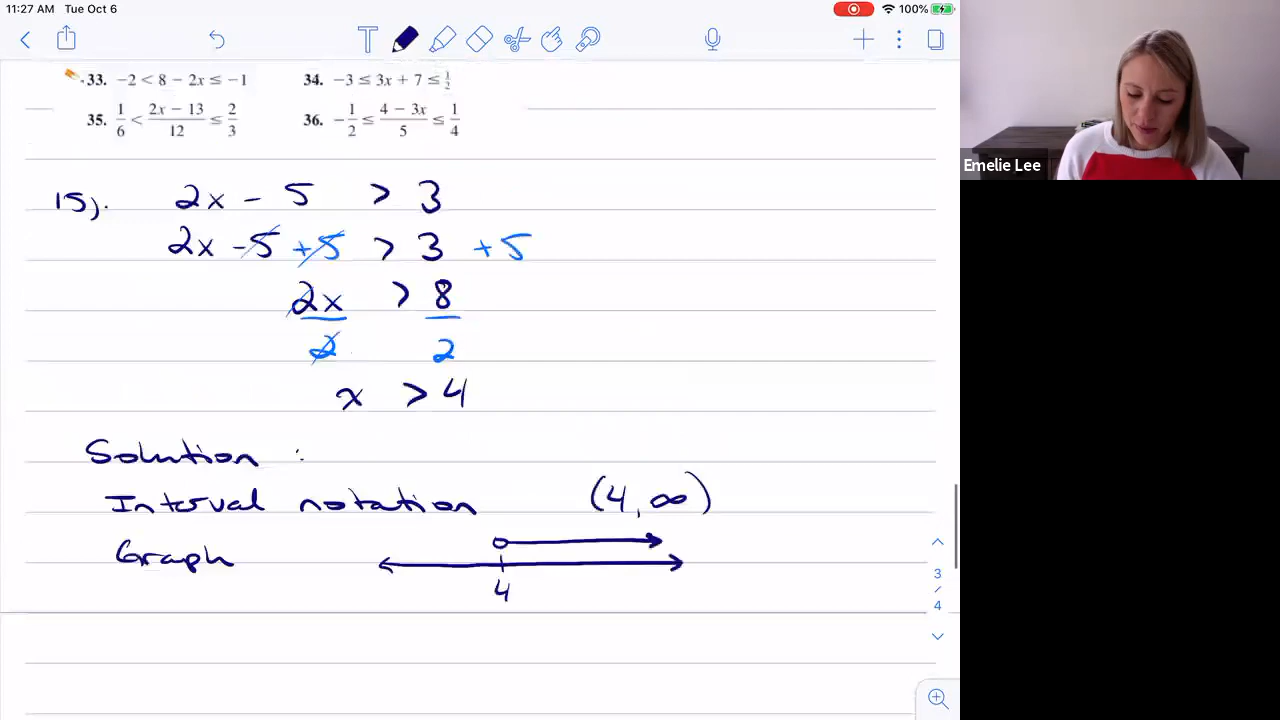 11:27 AM Tue Oct 6 100%
33. −2 < 8 − 2x ≤ −1 34. −3 ≤ 3x + 7 ≤ 1/2
35. 1/6 < (2x − 13)/12 ≤ 2/3 36. −1/2 ≤ (4 − 3x)/5 ≤ 1/4
15). 2x - 5 > 3
2x - 5 + 5 > 3 + 5
2x > 8
2 2
x > 4
Solution :
Interval notation (4, ∞)
Graph
4
3 / 4
Emelie Lee